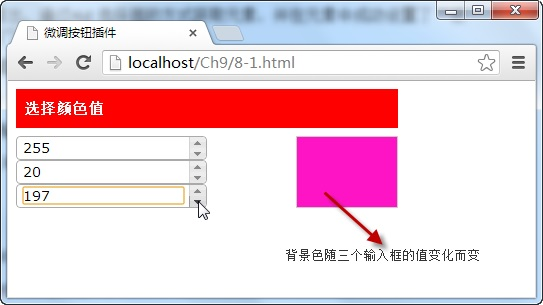 微调按钮插件
localhost/Ch9/8-1.html
选择颜色值
255
20
197
背景色随三个输入框的值变化而变